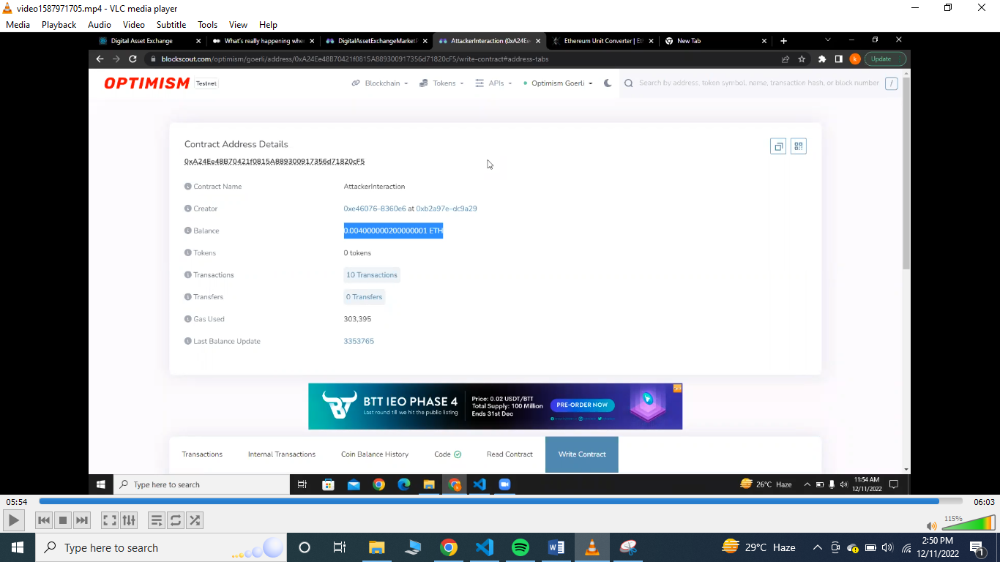 video1587971705.mp4 - VLC media player
Media Playback Audio Video Subtitle Tools View Help
Digital Asset Exchange
What's really happening whe
DigitalAssetExchangeMarketP
AttackerInteraction (0xA24Ee
Ethereum Unit Converter | Et
New Tab
blockscout.com/optimism/goerli/address/0xA24Ee48B70421f0815A889300917356d71820cF5/write-contract#address-tabs
k
Update
OPTIMISM Testnet
Blockchain Tokens APIs Optimism Goerli
Search by address, token symbol, name, transaction hash, or block number
/
Contract Address Details
0xA24Ee48B70421f0815A889300917356d71820cF5
Contract Name AttackerInteraction
Creator 0xe46076-8360e6 at 0xb2a97e-dc9a29
Balance 0.004000000200000001 ETH
Tokens 0 tokens
Transactions 10 Transactions
Transfers 0 Transfers
Gas Used 303,395
Last Balance Update 3353765
BTT IEO PHASE 4
Last round till we hit the public listing
Price: 0.02 USDT/BTT
Total Supply: 100 Million
Ends 31st Dec
PRE-ORDER NOW
Transactions Internal Transactions Coin Balance History Code Read Contract Write Contract
Type here to search
26°C Haze
11:54 AM
12/11/2022
05:54
06:03
115%
Type here to search
29°C Haze
2:50 PM
12/11/2022
1